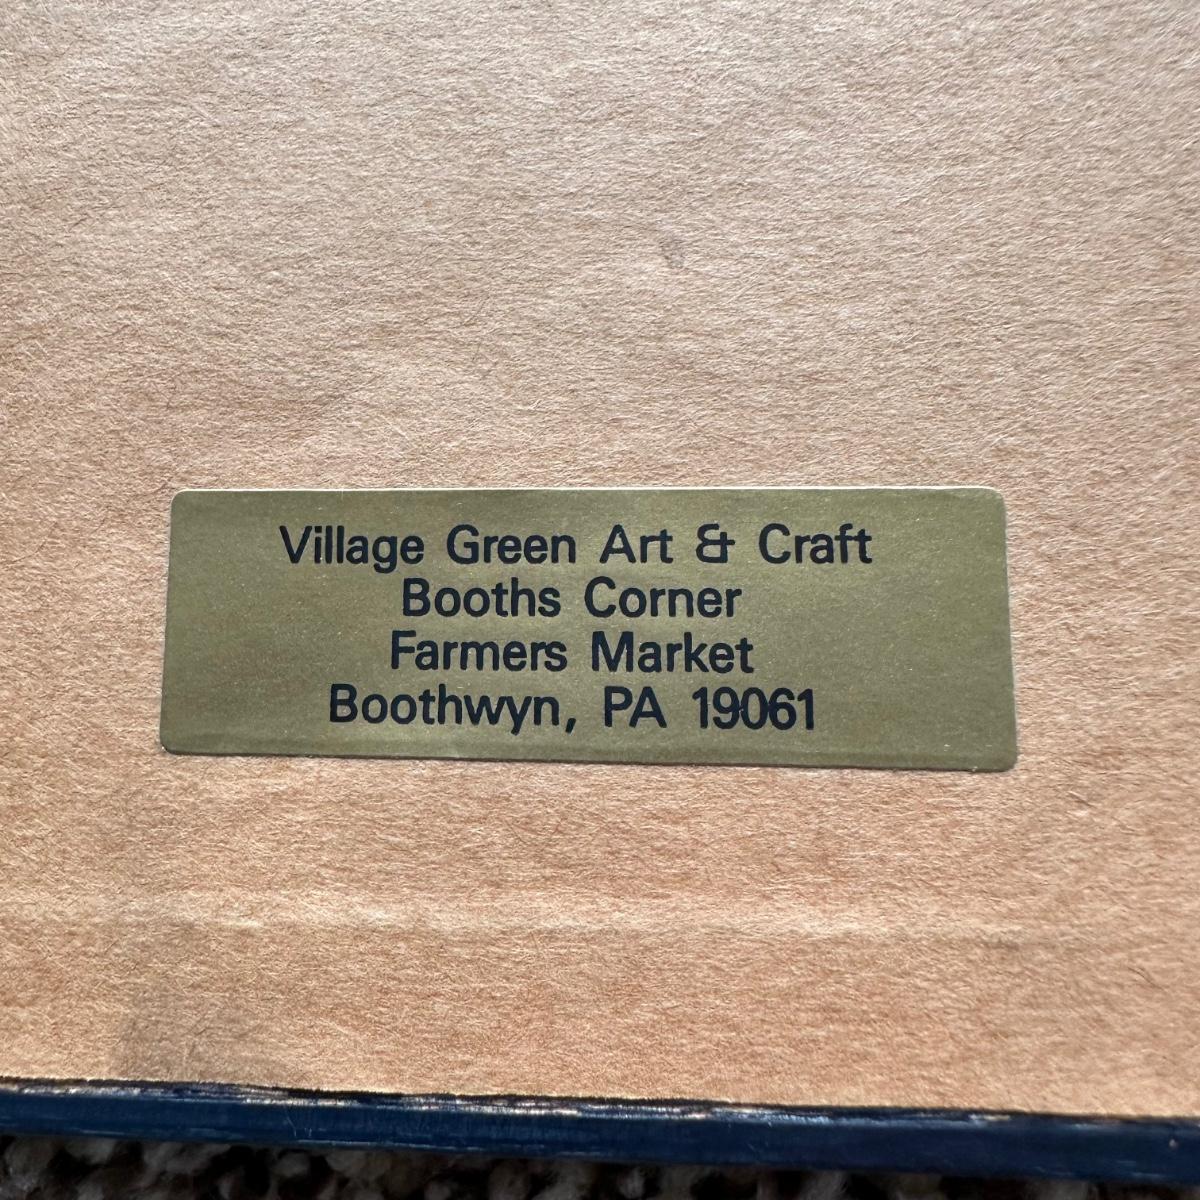 Village Green Art & Craft
Booths Corner
Farmers Market
Boothwyn, PA 19061